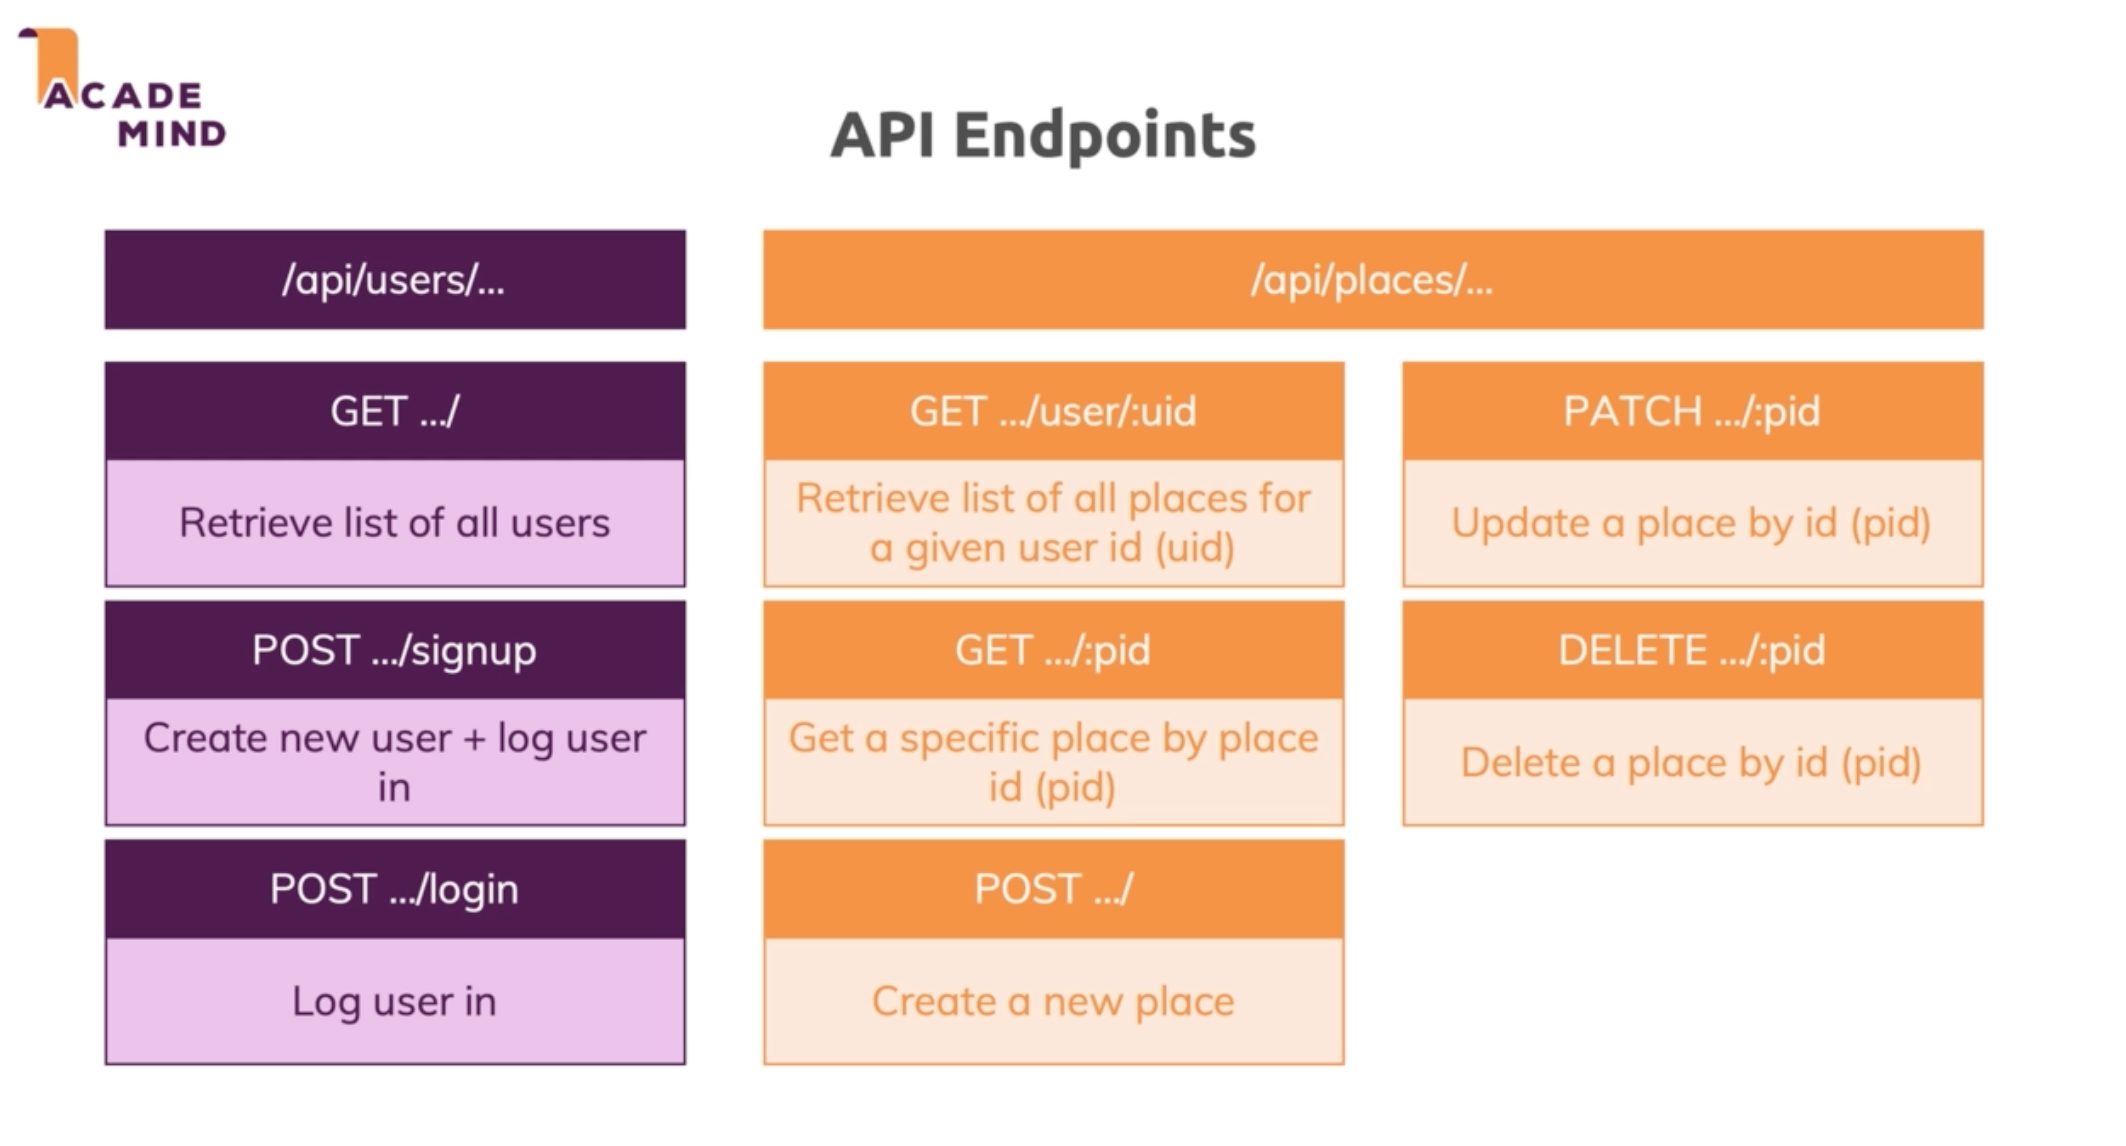 ACADE
MIND
API Endpoints
/api/users/...
GET .../
Retrieve list of all users
POST .../signup
Create new user + log user
in
POST .../login
Log user in
/api/places/...
GET .../user/:uid
Retrieve list of all places for
a given user id (uid)
GET .../:pid
Get a specific place by place
id (pid)
POST .../
Create a new place
PATCH .../:pid
Update a place by id (pid)
DELETE .../:pid
Delete a place by id (pid)